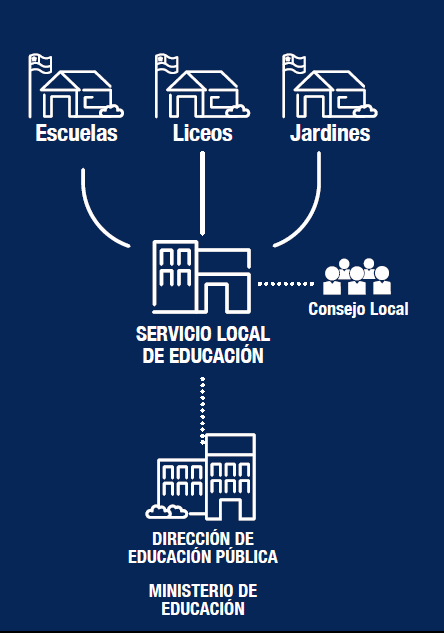 Escuelas
Liceos
Jardines
Consejo Local
SERVICIO LOCAL
DE EDUCACIÓN
DIRECCIÓN DE
EDUCACIÓN PÚBLICA
MINISTERIO DE
EDUCACIÓN